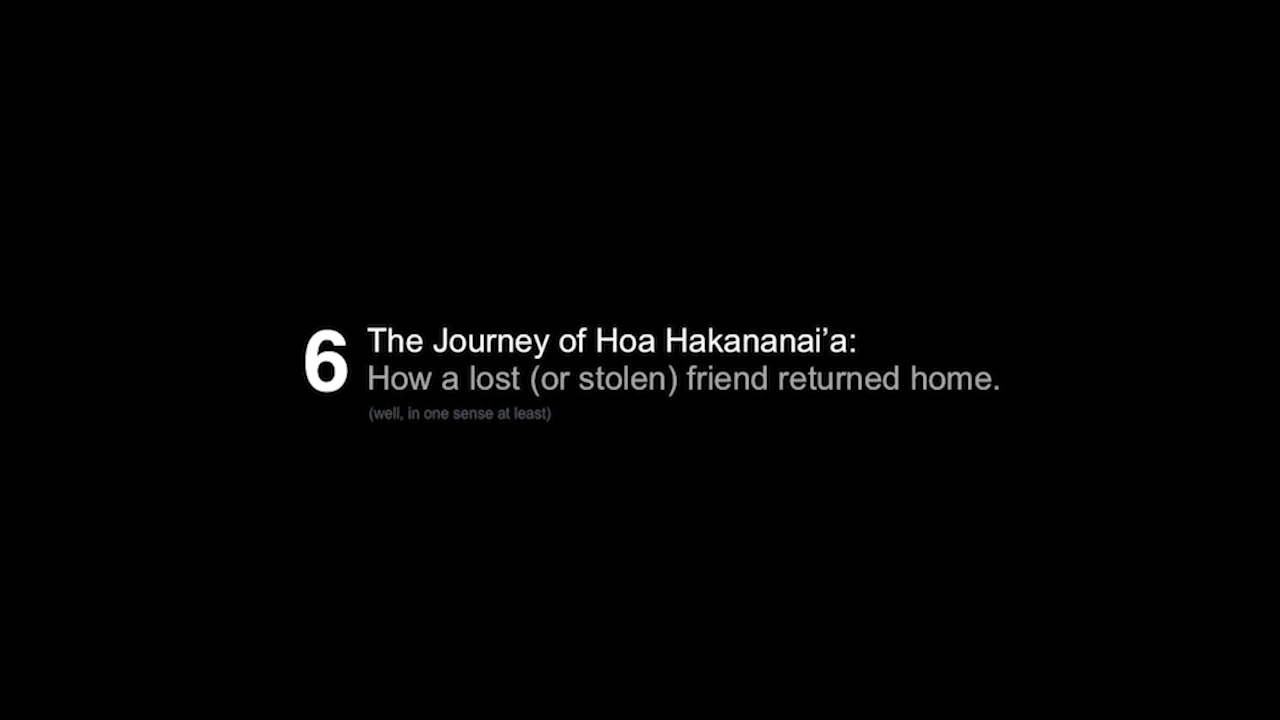 6
The Journey of Hoa Hakananai’a:
How a lost (or stolen) friend returned home.
(well, in one sense at least)